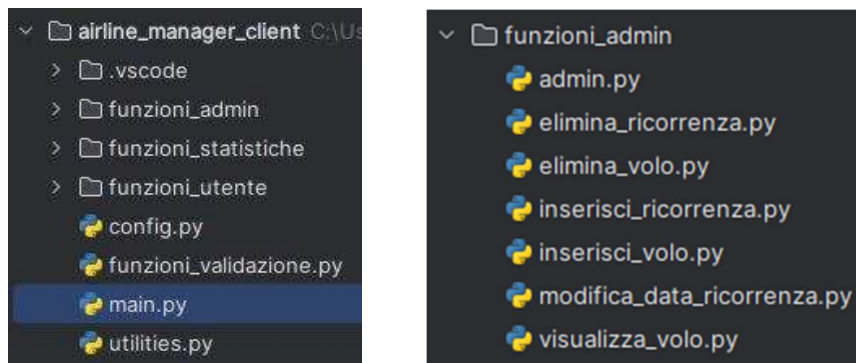 airline_manager_client C:\Us
.vscode
funzioni_admin
funzioni_statistiche
funzioni_utente
config.py
funzioni_validazione.py
main.py
utilities.py
funzioni_admin
admin.py
elimina_ricorrenza.py
elimina_volo.py
inserisci_ricorrenza.py
inserisci_volo.py
modifica_data_ricorrenza.py
visualizza_volo.py